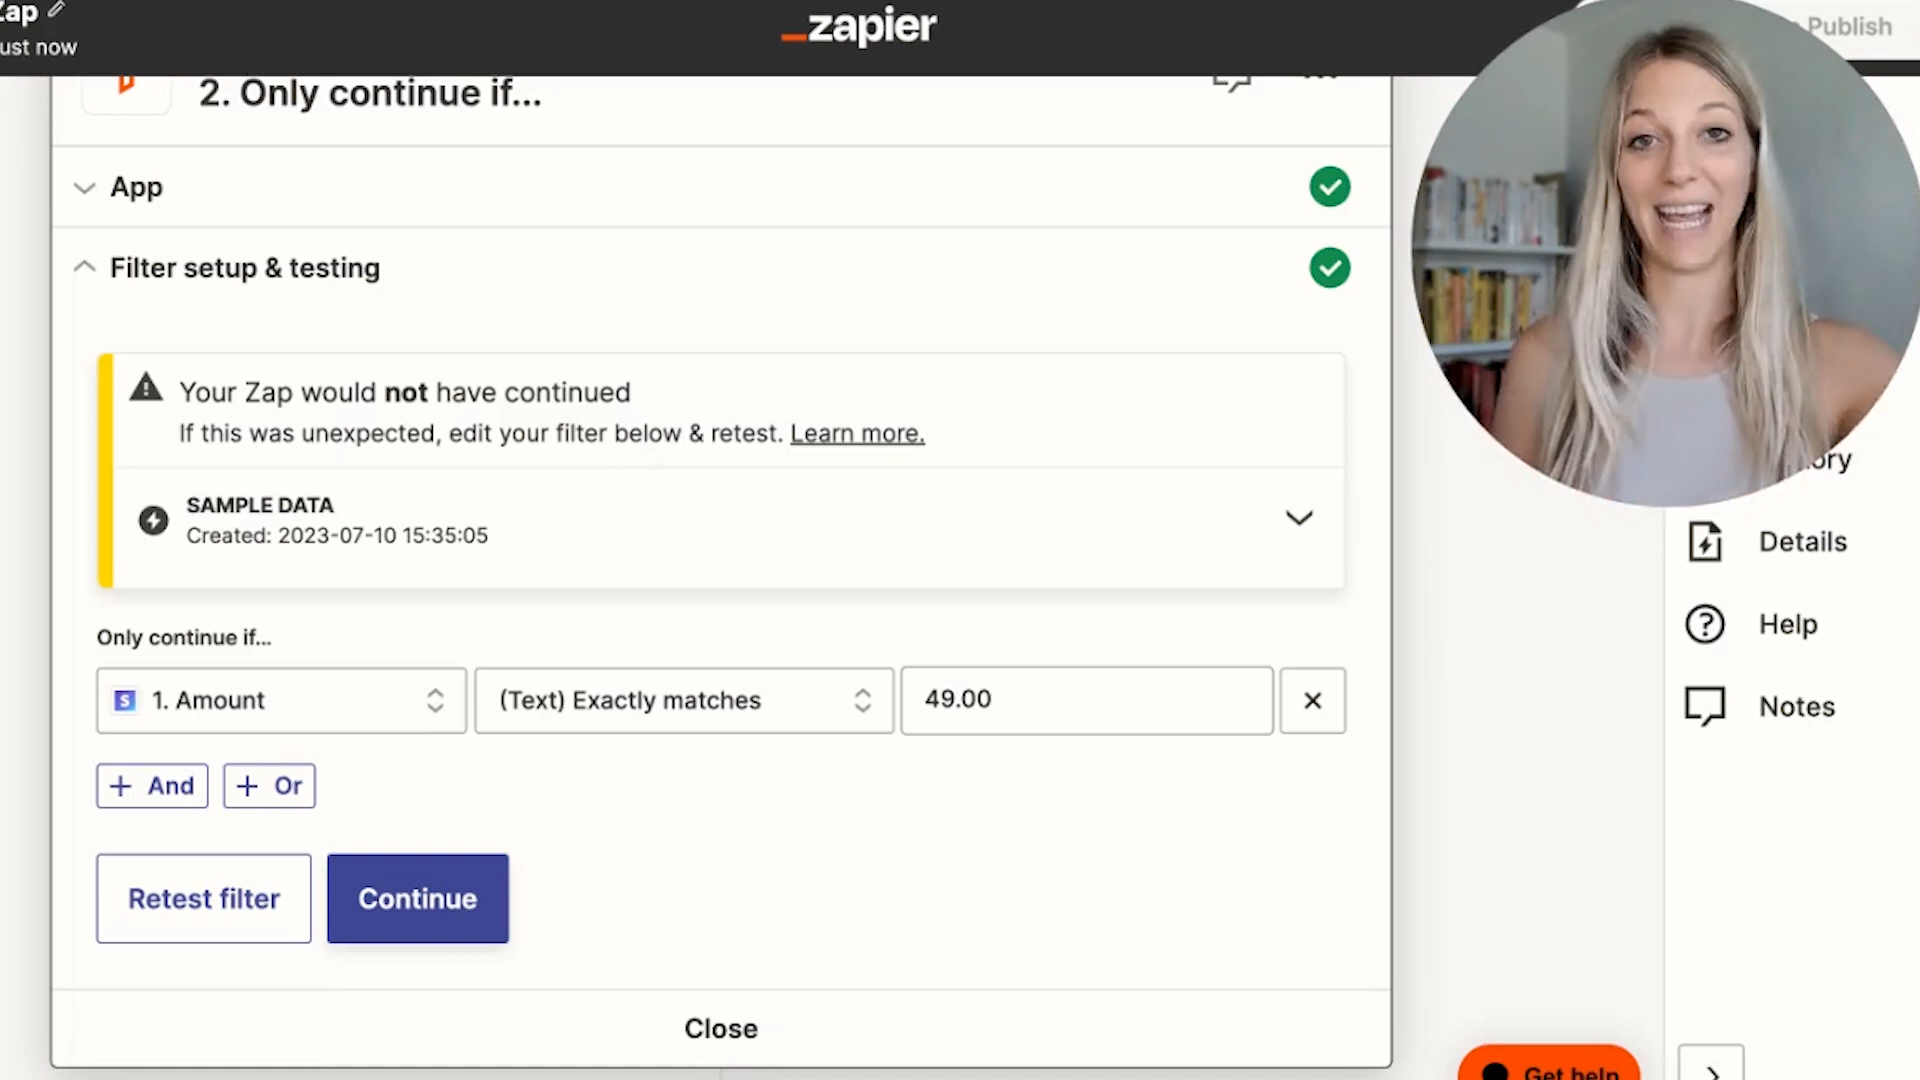 Zap
ust now
zapier
Publish
2. Only continue if...
App
Filter setup & testing
Your Zap would not have continued
If this was unexpected, edit your filter below & retest. Learn more.
SAMPLE DATA
Created: 2023-07-10 15:35:05
Only continue if...
S 1. Amount
(Text) Exactly matches
49.00
+ And
+ Or
Retest filter
Continue
Close
ory
Details
Help
Notes
Get help